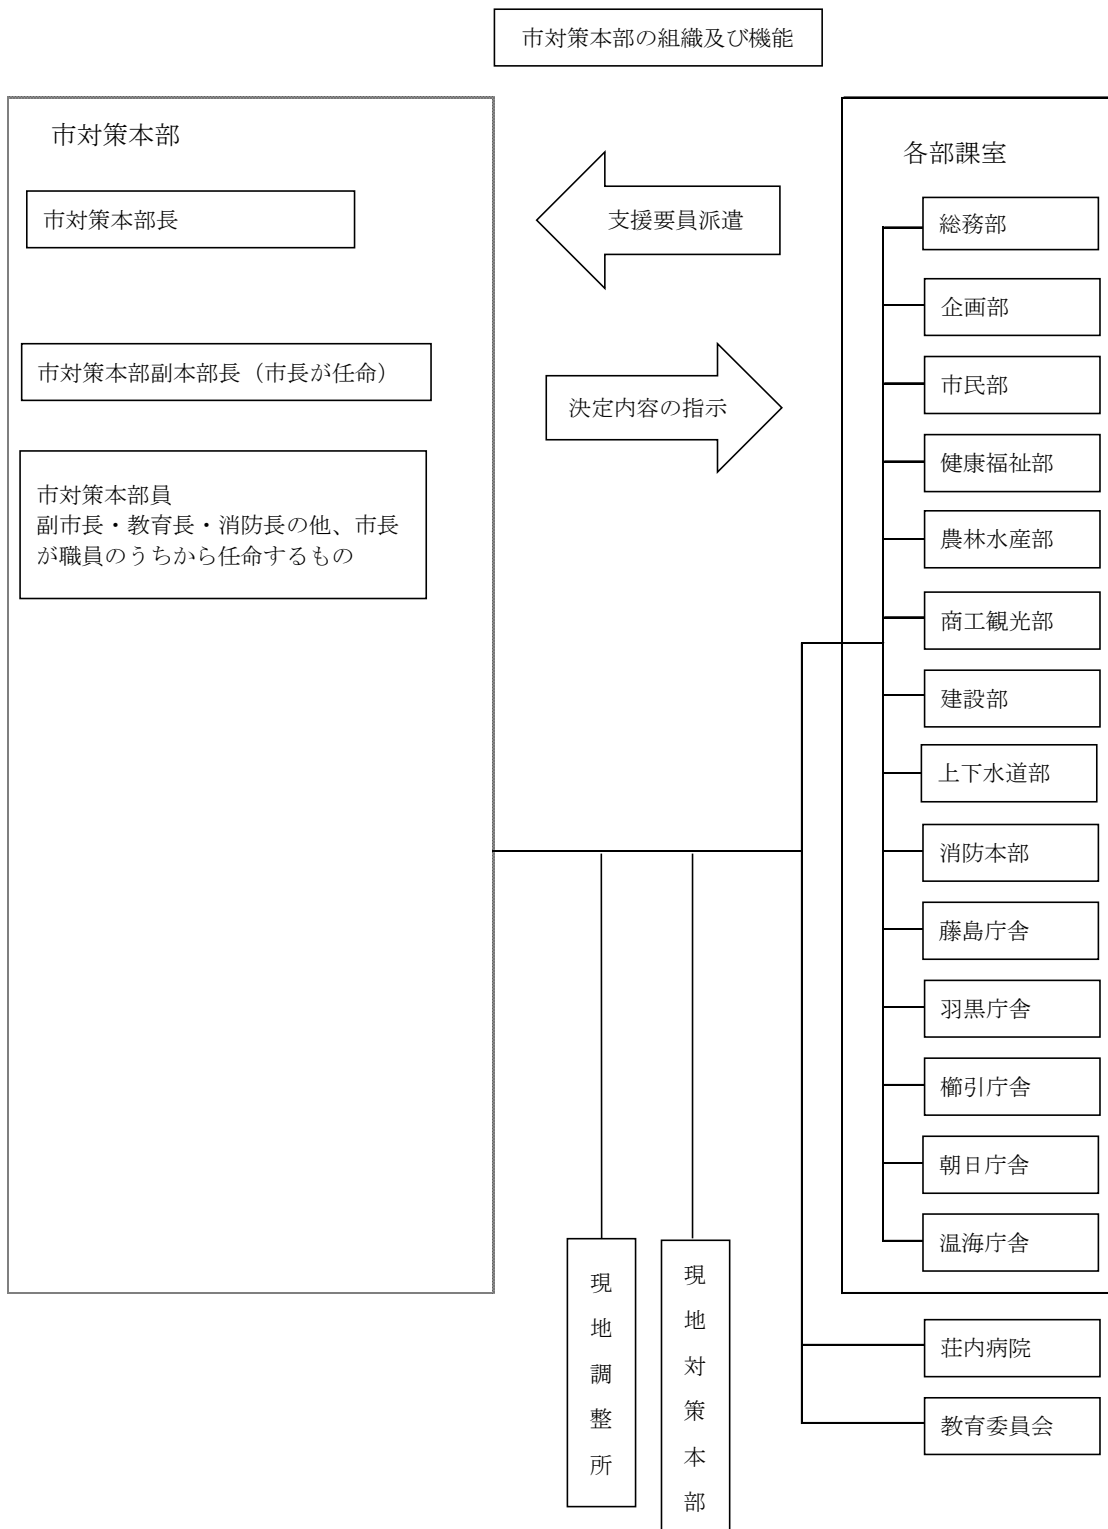 市対策本部の組織及び機能
市対策本部
市対策本部長
市対策本部副本部長（市長が任命）
市対策本部員
副市長・教育長・消防長の他、市長
が職員のうちから任命するもの
支援要員派遣
決定内容の指示
各部課室
総務部
企画部
市民部
健康福祉部
農林水産部
商工観光部
建設部
上下水道部
消防本部
藤島庁舎
羽黒庁舎
櫛引庁舎
朝日庁舎
温海庁舎
荘内病院
教育委員会
現地調整所
現地対策本部